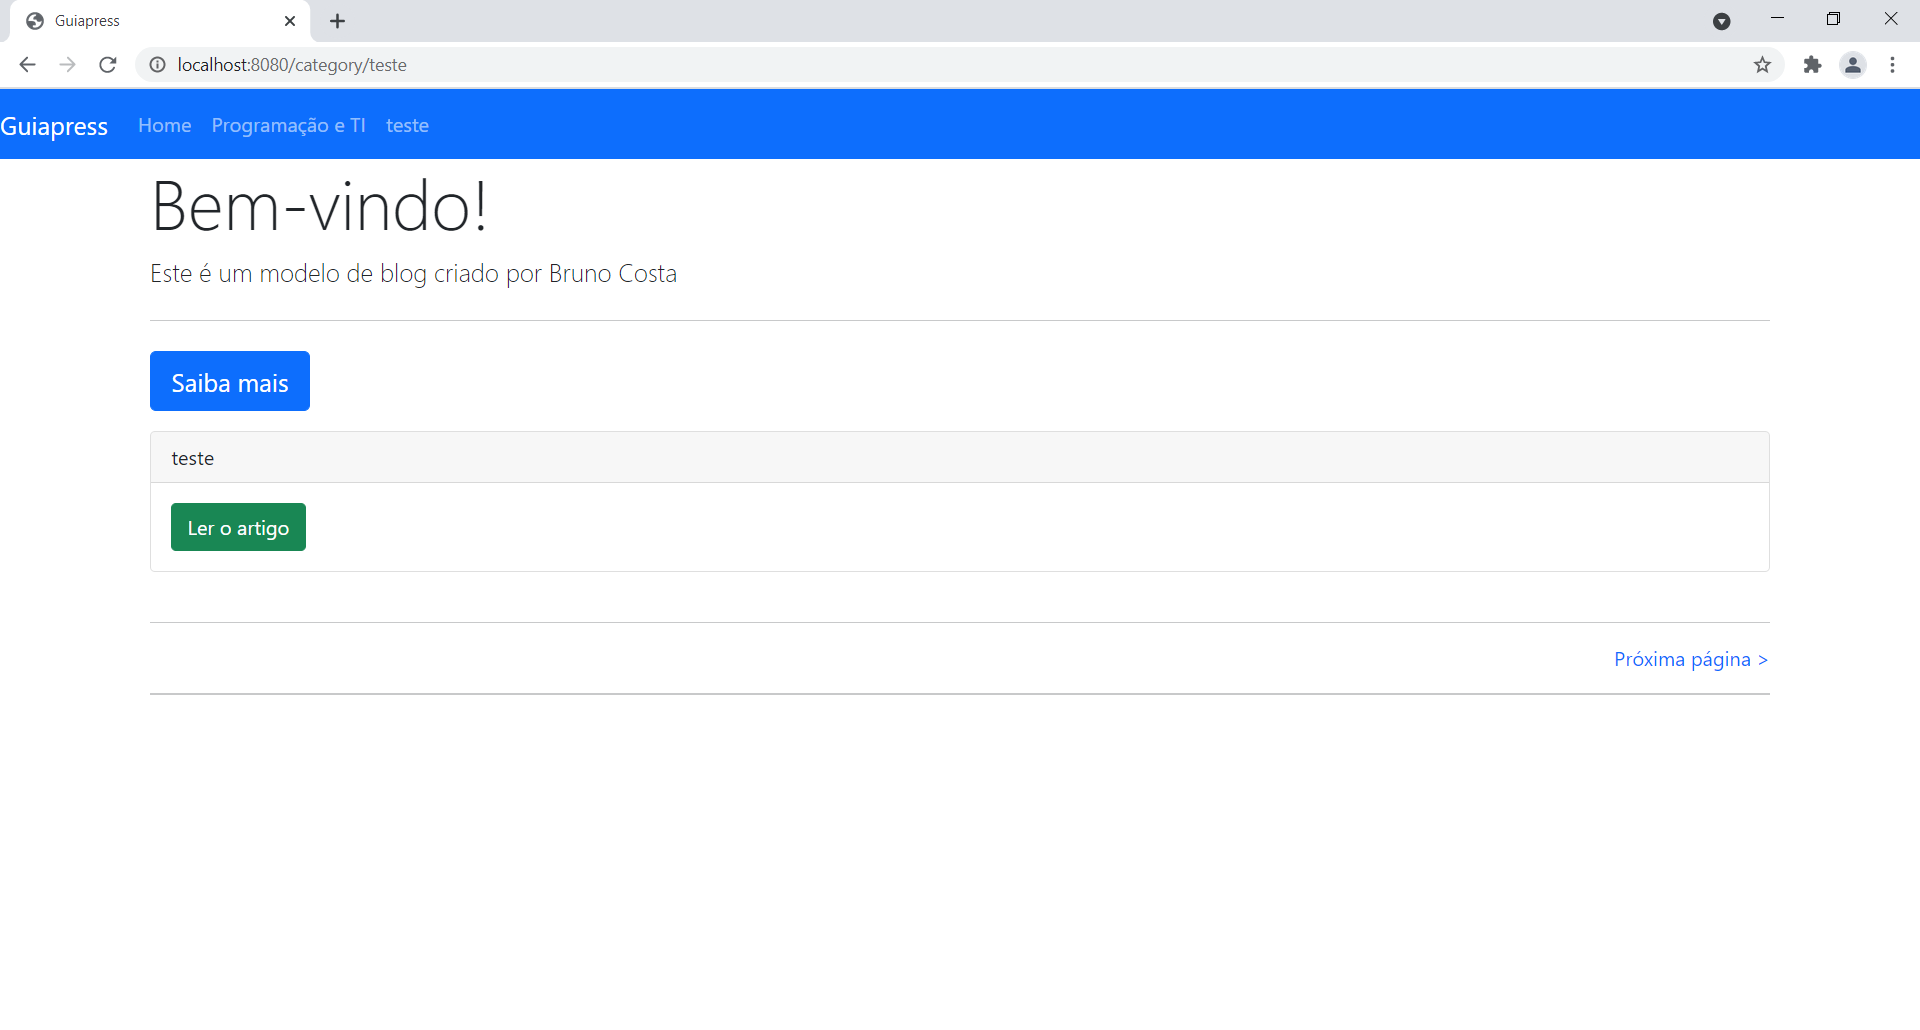 Guiapress
localhost:8080/category/teste
Guiapress Home Programação e TI teste
Bem-vindo!
Este é um modelo de blog criado por Bruno Costa
Saiba mais
teste
Ler o artigo
Próxima página >